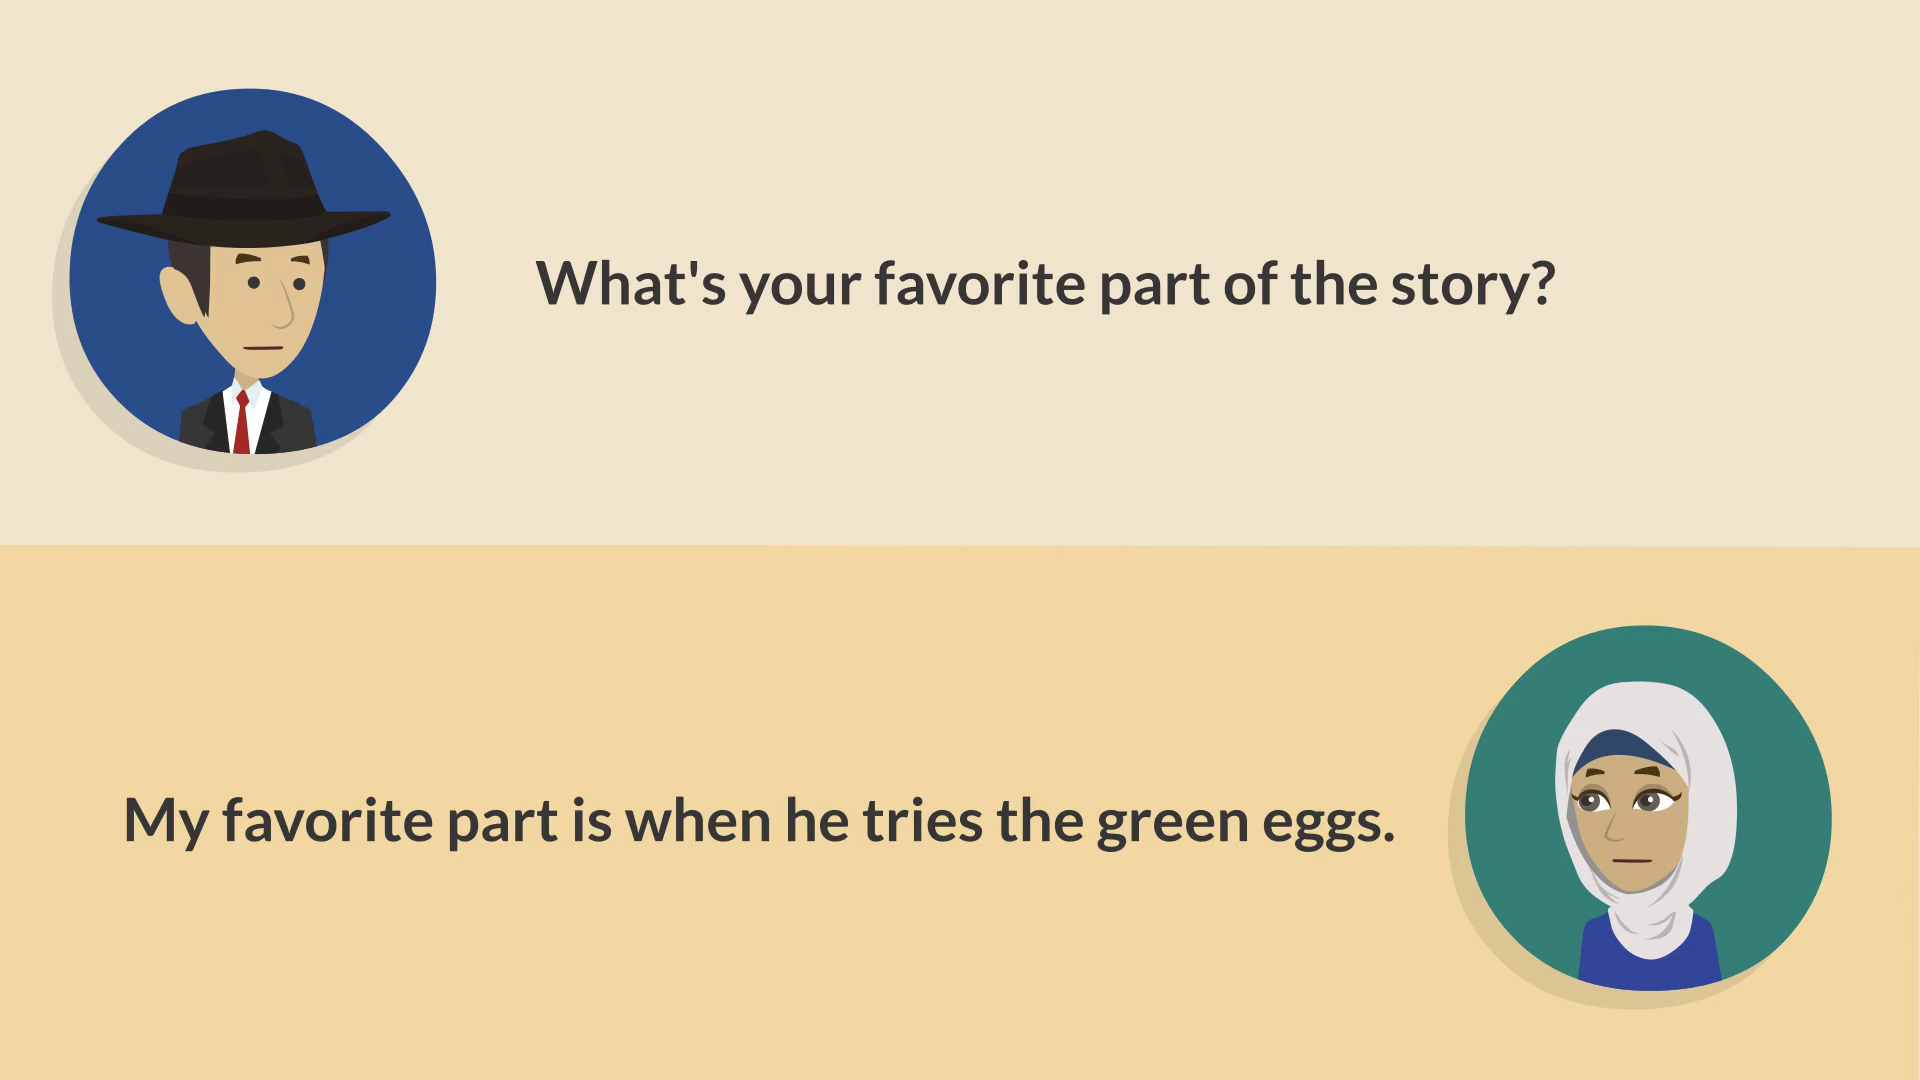 What's your favorite part of the story?
My favorite part is when he tries the green eggs.